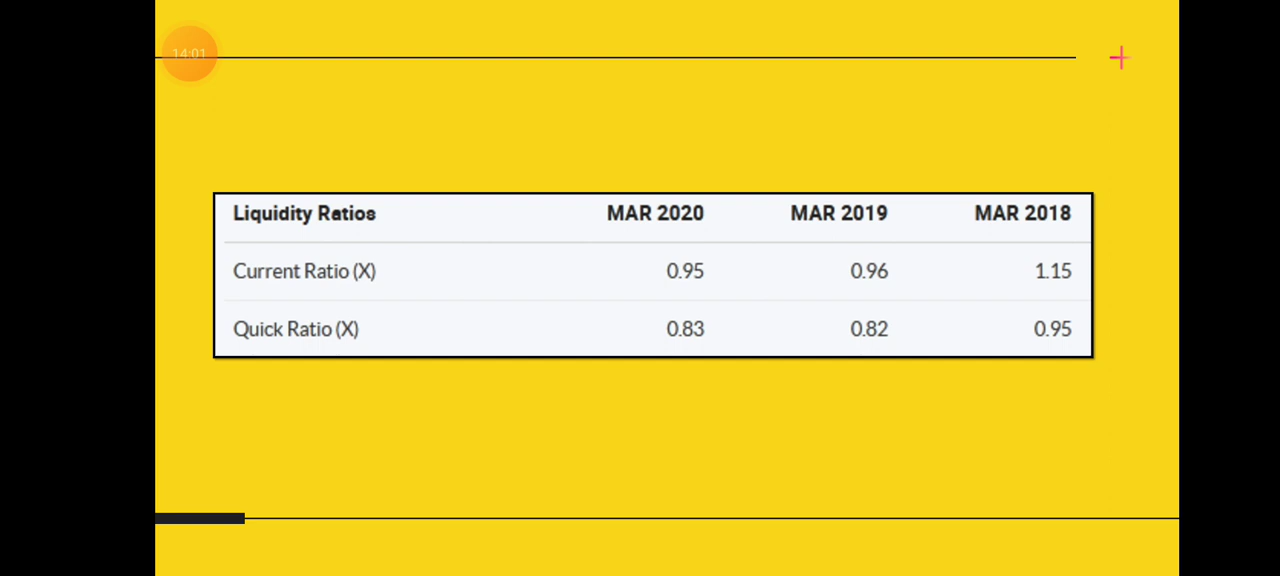 14:01
Liquidity Ratios MAR 2020 MAR 2019 MAR 2018
Current Ratio (X) 0.95 0.96 1.15
Quick Ratio (X) 0.83 0.82 0.95